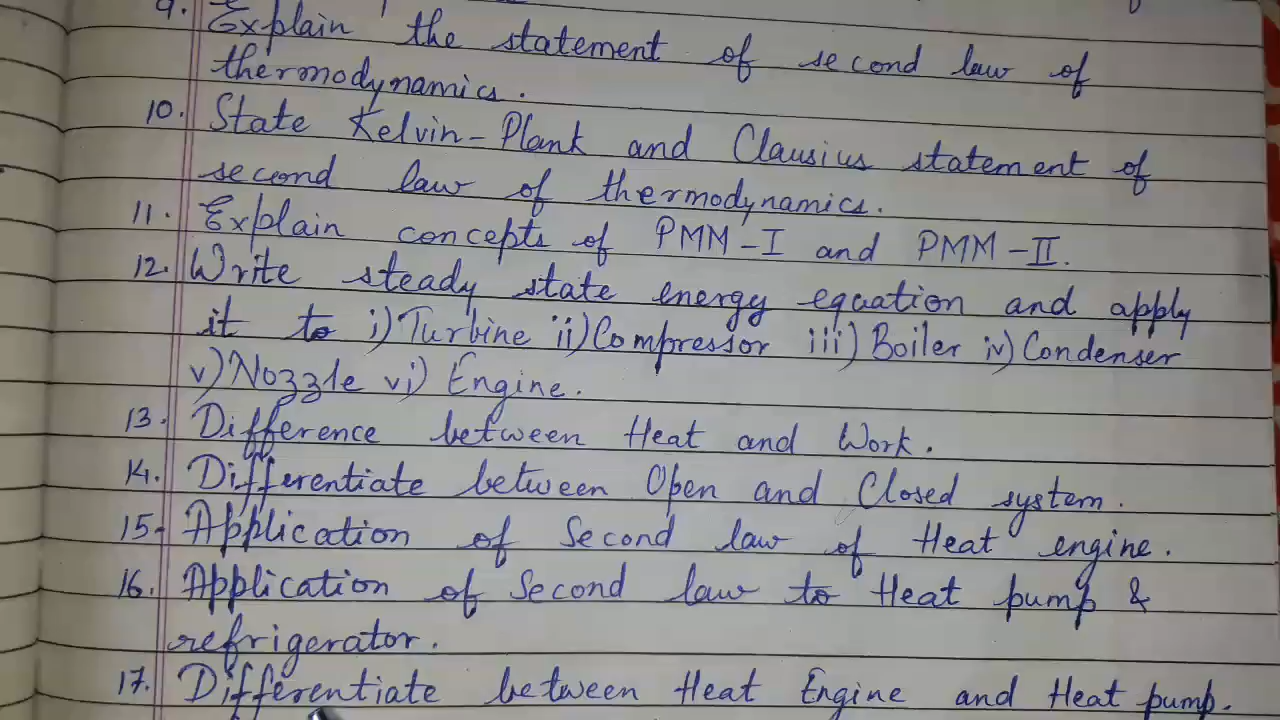 9. Explain the statement of second law of
thermodynamics.
10. State Kelvin-Plank and Clausius statement of
second law of thermodynamics.
11. Explain concepts of PMM-I and PMM-II.
12. Write steady state energy equation and apply
it to i) Turbine ii) Compressor iii) Boiler iv) Condenser
v) Nozzle vi) Engine.
13. Difference between Heat and Work.
14. Differentiate between Open and Closed system.
15- Application of Second law of Heat engine.
16. Application of Second law to Heat pump &
refrigerator.
17. Differentiate between Heat Engine and Heat pump.